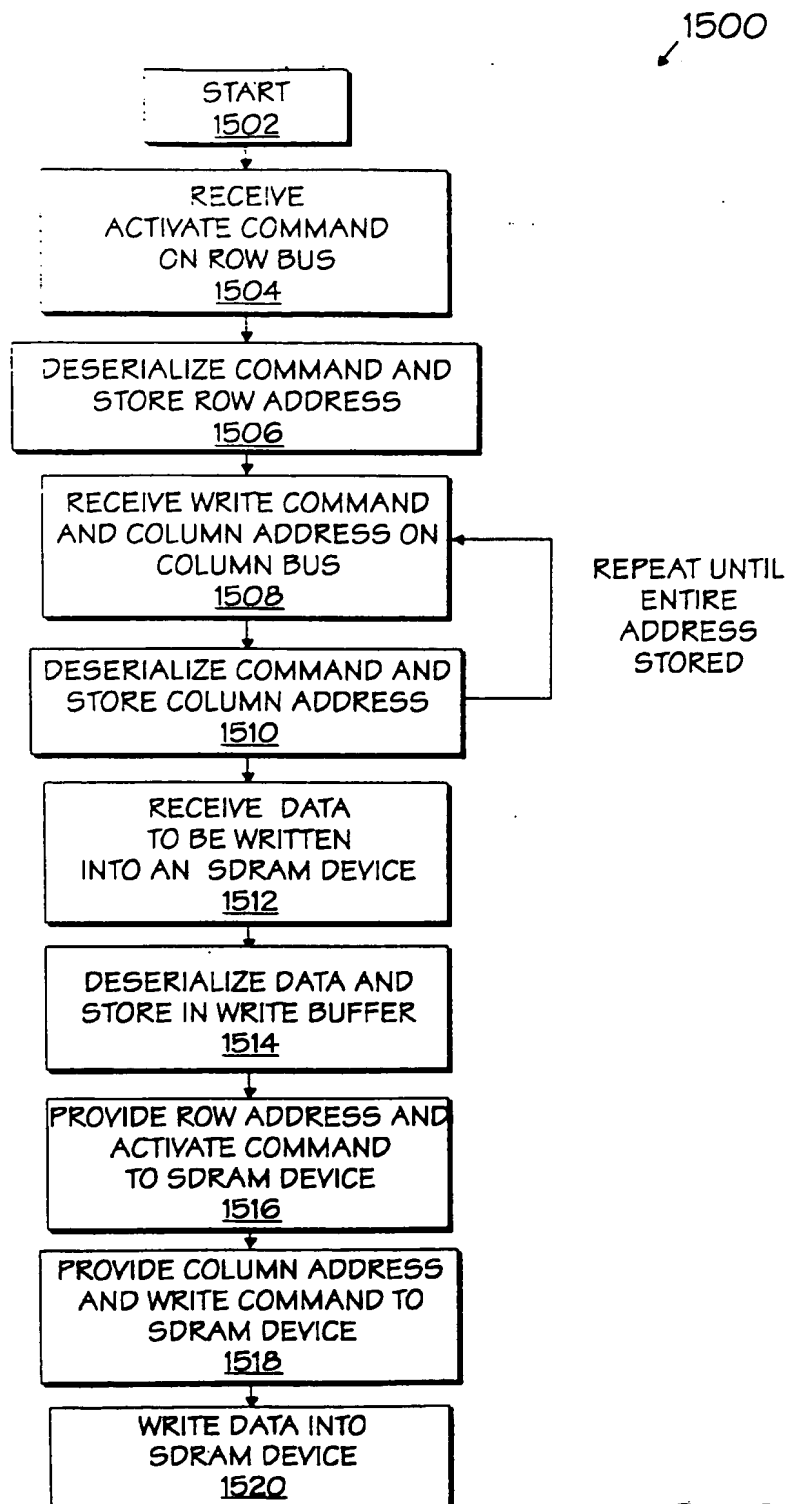 1500
START
1502
RECEIVE
ACTIVATE COMMAND
ON ROW BUS
1504
DESERIALIZE COMMAND AND
STORE ROW ADDRESS
1506
RECEIVE WRITE COMMAND
AND COLUMN ADDRESS ON
COLUMN BUS
1508
REPEAT UNTIL
ENTIRE
ADDRESS
STORED
DESERIALIZE COMMAND AND
STORE COLUMN ADDRESS
1510
RECEIVE DATA
TO BE WRITTEN
INTO AN SDRAM DEVICE
1512
DESERIALIZE DATA AND
STORE IN WRITE BUFFER
1514
PROVIDE ROW ADDRESS AND
ACTIVATE COMMAND
TO SDRAM DEVICE
1516
PROVIDE COLUMN ADDRESS
AND WRITE COMMAND TO
SDRAM DEVICE
1518
WRITE DATA INTO
SDRAM DEVICE
1520